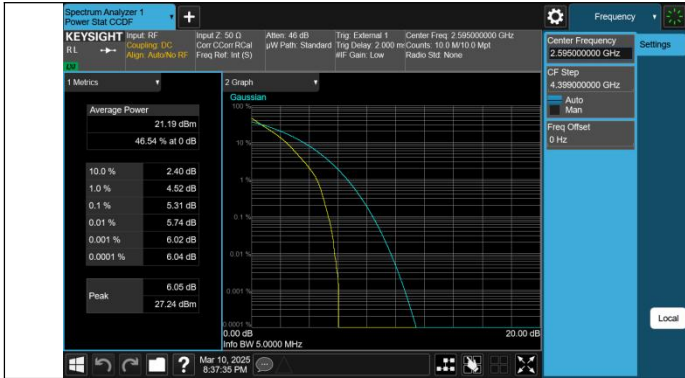 Spectrum Analyzer 1
Power Stat CCDF
Frequency
KEYSIGHT
RL
Input: RF
Coupling: DC
Align: Auto/No RF
Input Z: 50 Ω
Corr CCorr RCal
Freq Ref: Int (S)
Atten: 46 dB
µW Path: Standard
Trig: External 1
Trig Delay: 2.000 m
#IF Gain: Low
Center Freq: 2.595000000 GHz
Counts: 10.0 M/10.0 Mpt
Radio Std: None
Center Frequency
2.595000000 GHz
Settings
CF Step
4.399000000 GHz
Auto
Man
Freq Offset
0 Hz
Local
1 Metrics
Average Power
21.19 dBm
46.54 % at 0 dB
10.0 % 2.40 dB
1.0 % 4.52 dB
0.1 % 5.31 dB
0.01 % 5.74 dB
0.001 % 6.02 dB
0.0001 % 6.04 dB
Peak
6.05 dB
27.24 dBm
2 Graph
Gaussian
100 %
10 %
1 %
0.1 %
0.01 %
0.001 %
0.0001 %
0.00 dB
20.00 dB
Info BW 5.0000 MHz
Mar 10, 2025
8:37:35 PM